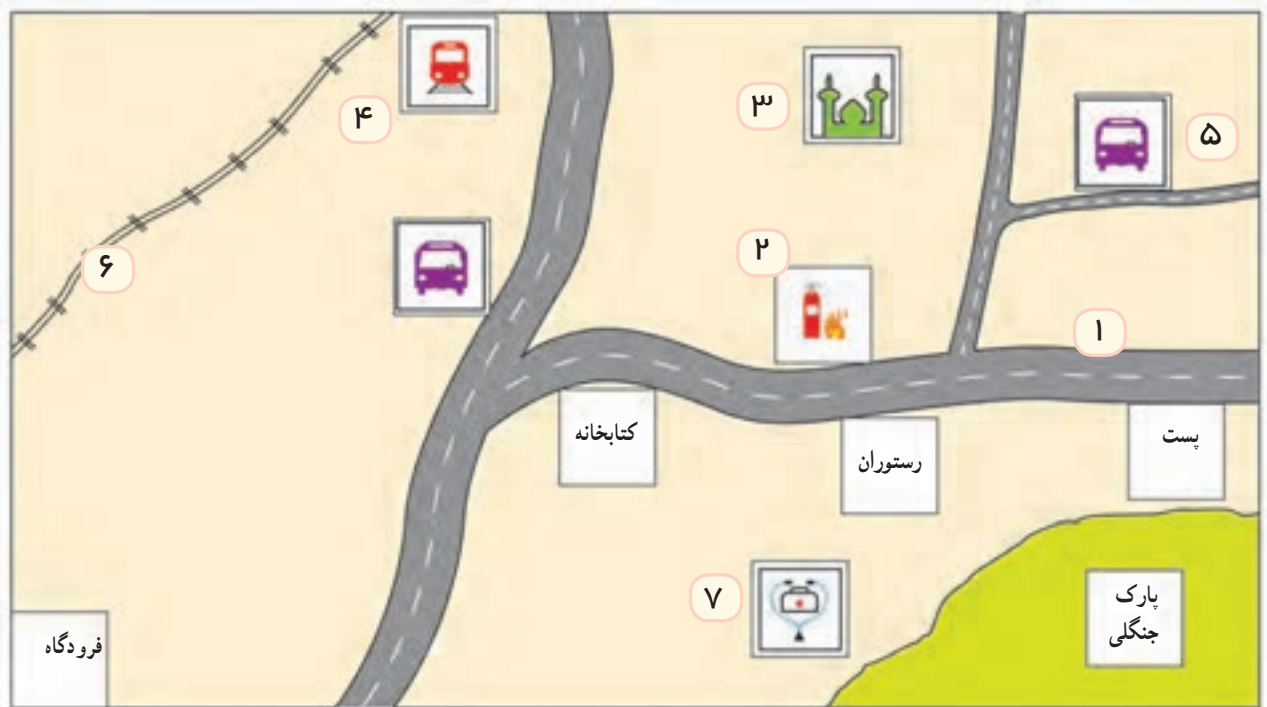 ۴
۳
۵
۶
۲
۱
کتابخانه
رستوران
پست
۷
پارک
جنگلی
فرودگاه